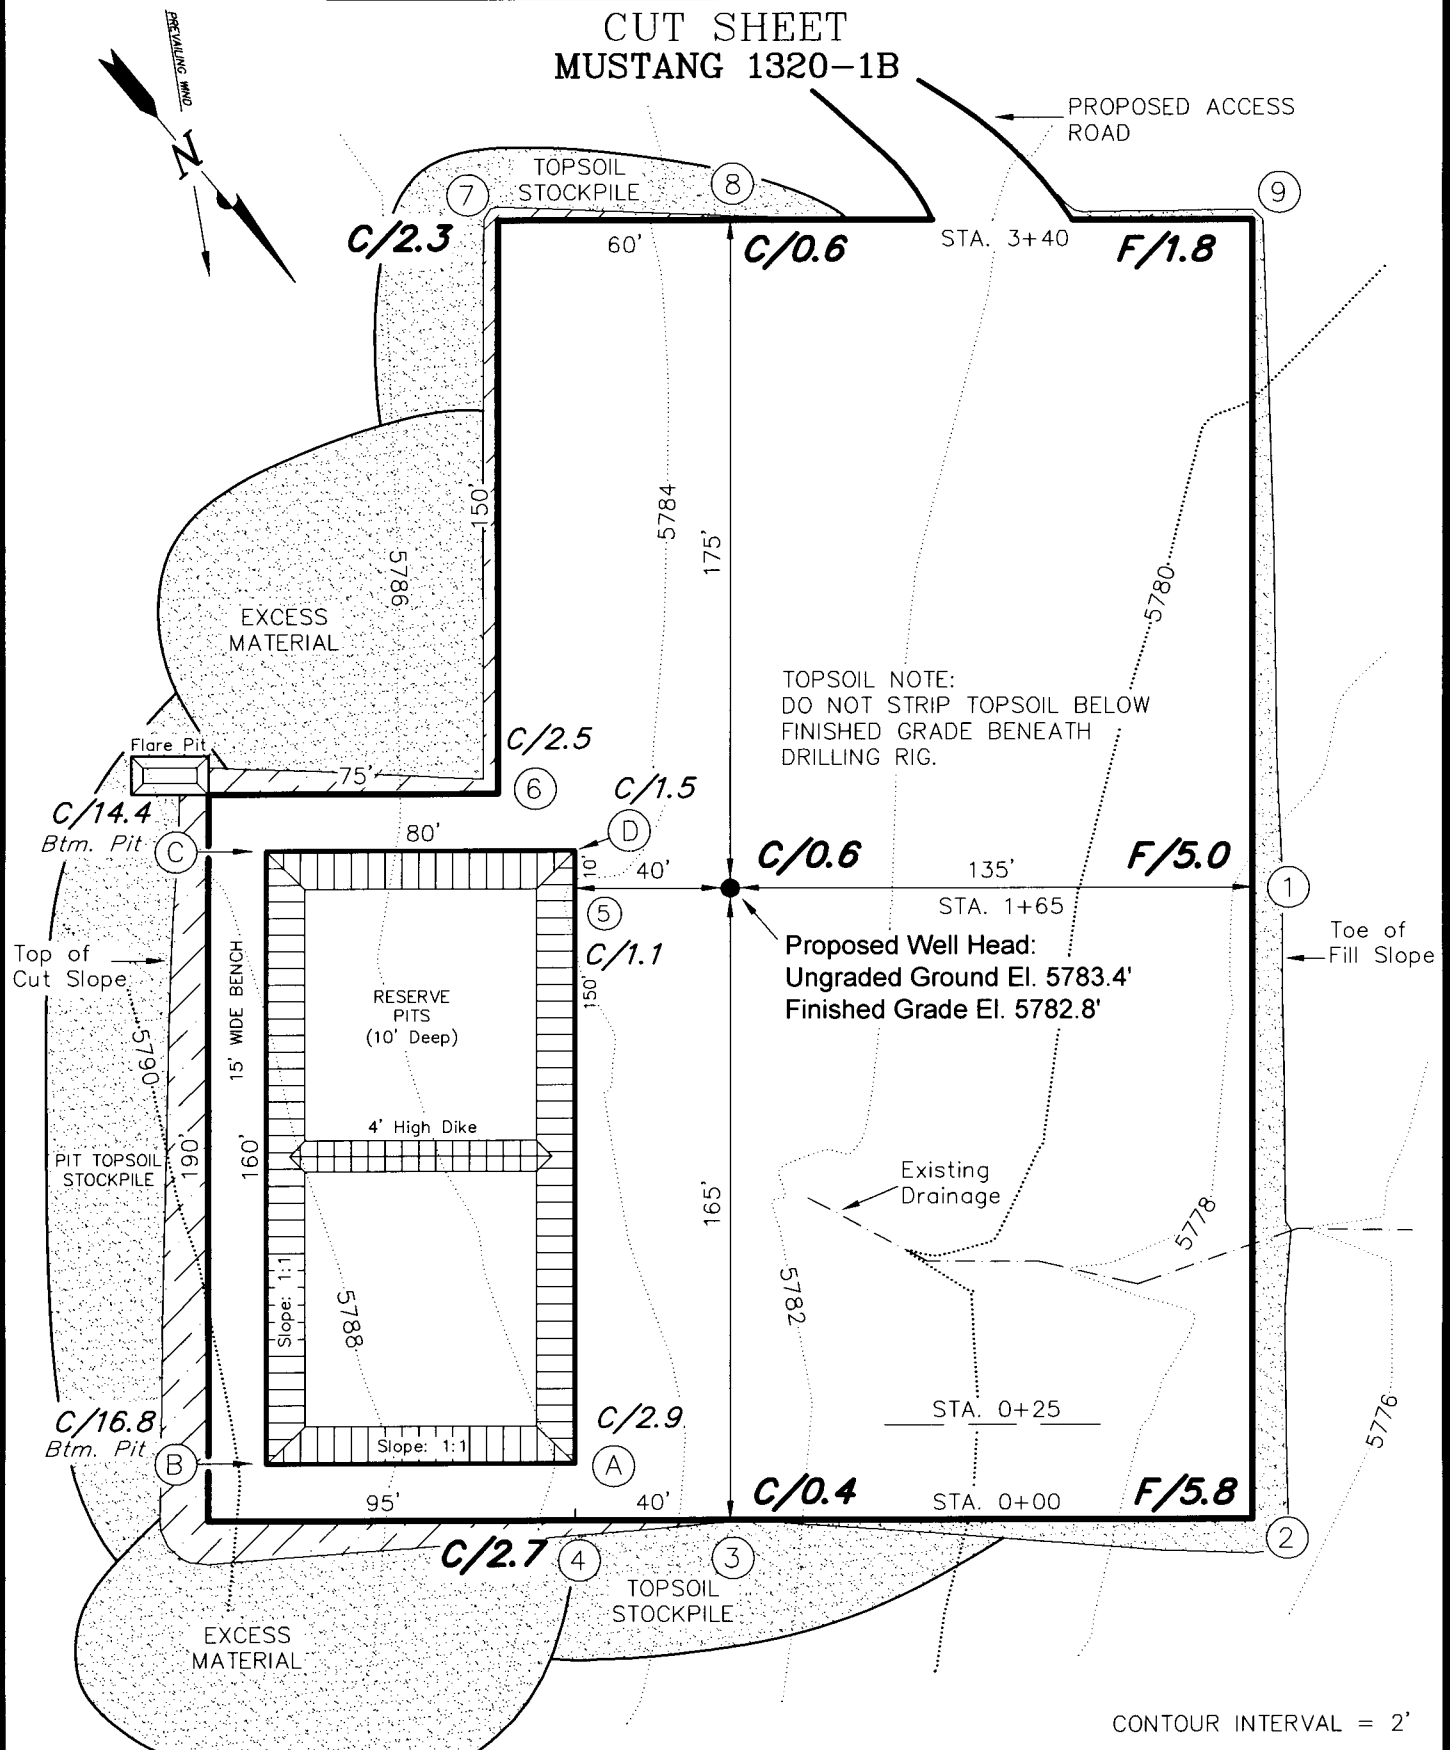 CUT SHEET
MUSTANG 1320-1B
PREVAILING WIND
N
PROPOSED ACCESS
ROAD
TOPSOIL
STOCKPILE
7
8
9
C/2.3
60'
C/0.6
STA. 3+40
F/1.8
150'
5784
175'
5786
5780
EXCESS
MATERIAL
TOPSOIL NOTE:
DO NOT STRIP TOPSOIL BELOW
FINISHED GRADE BENEATH
DRILLING RIG.
Flare Pit
C/2.5
75'
6
C/1.5
C/14.4
Btm. Pit
C
80'
D
10'
40'
C/0.6
135'
F/5.0
1
STA. 1+65
5
C/1.1
Top of
Cut Slope
15' WIDE BENCH
RESERVE
PITS
(10' Deep)
150'
Proposed Well Head:
Ungraded Ground El. 5783.4'
Finished Grade El. 5782.8'
Toe of
Fill Slope
5790
4' High Dike
PIT TOPSOIL
STOCKPILE
190'
160'
165'
Existing
Drainage
5778
Slope: 1:1
5788
5782
C/16.8
Btm. Pit
B
C/2.9
Slope: 1:1
A
STA. 0+25
5776
95'
40'
C/0.4
STA. 0+00
F/5.8
2
C/2.7
4
3
TOPSOIL
STOCKPILE
EXCESS
MATERIAL
CONTOUR INTERVAL = 2'